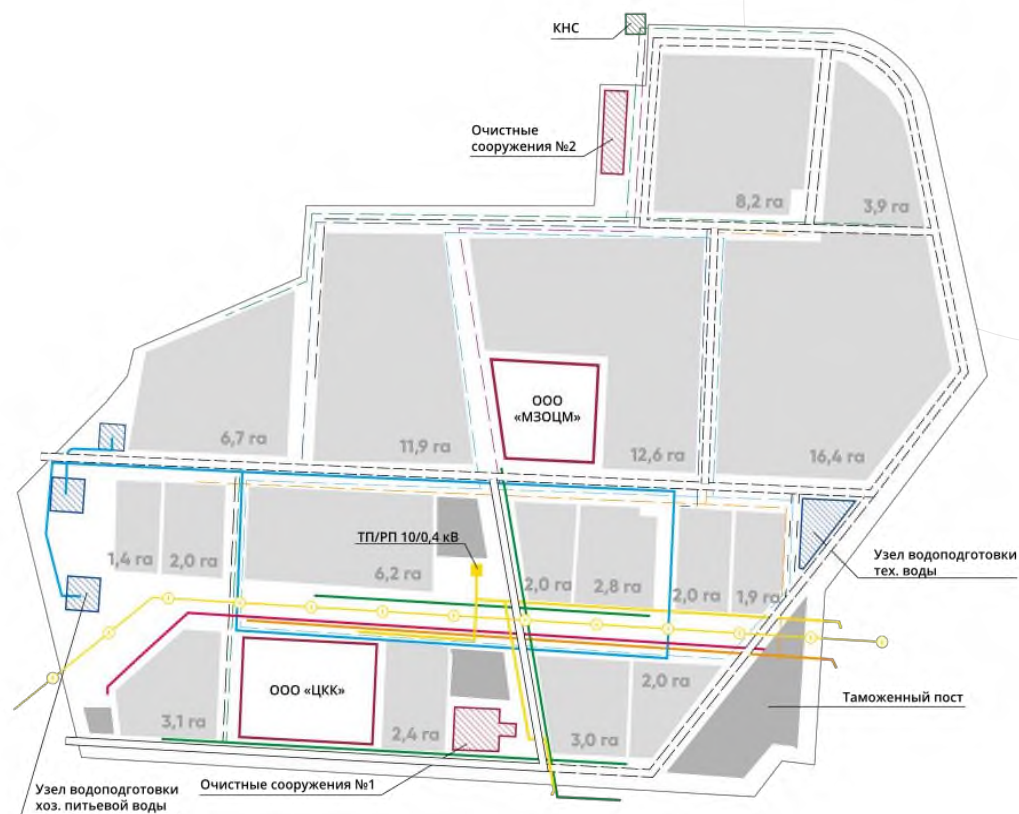 КНС
Очистные
сооружения №2
8,2 га
3,9 га
ООО
«МЗОЦМ»
6,7 га
11,9 га
12,6 га
16,4 га
ТП/РП 10/0,4 кВ
1,4 га
2,0 га
6,2 га
2,0 га
2,8 га
2,0 га
1,9 га
Узел водоподготовки
тех. воды
ООО «ЦКК»
2,0 га
Таможенный пост
3,1 га
2,4 га
3,0 га
Очистные сооружения №1
Узел водоподготовки
хоз. питьевой воды